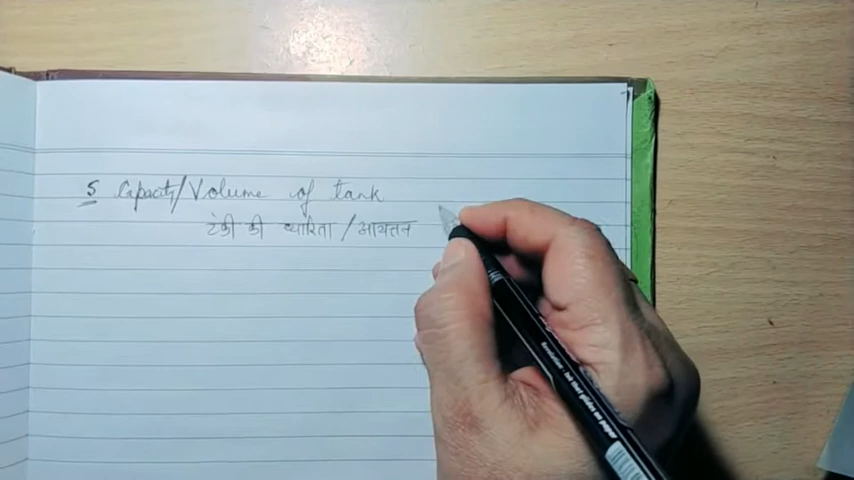 5 Capacity/Volume of tank
टंकी की धारिता / आयतन